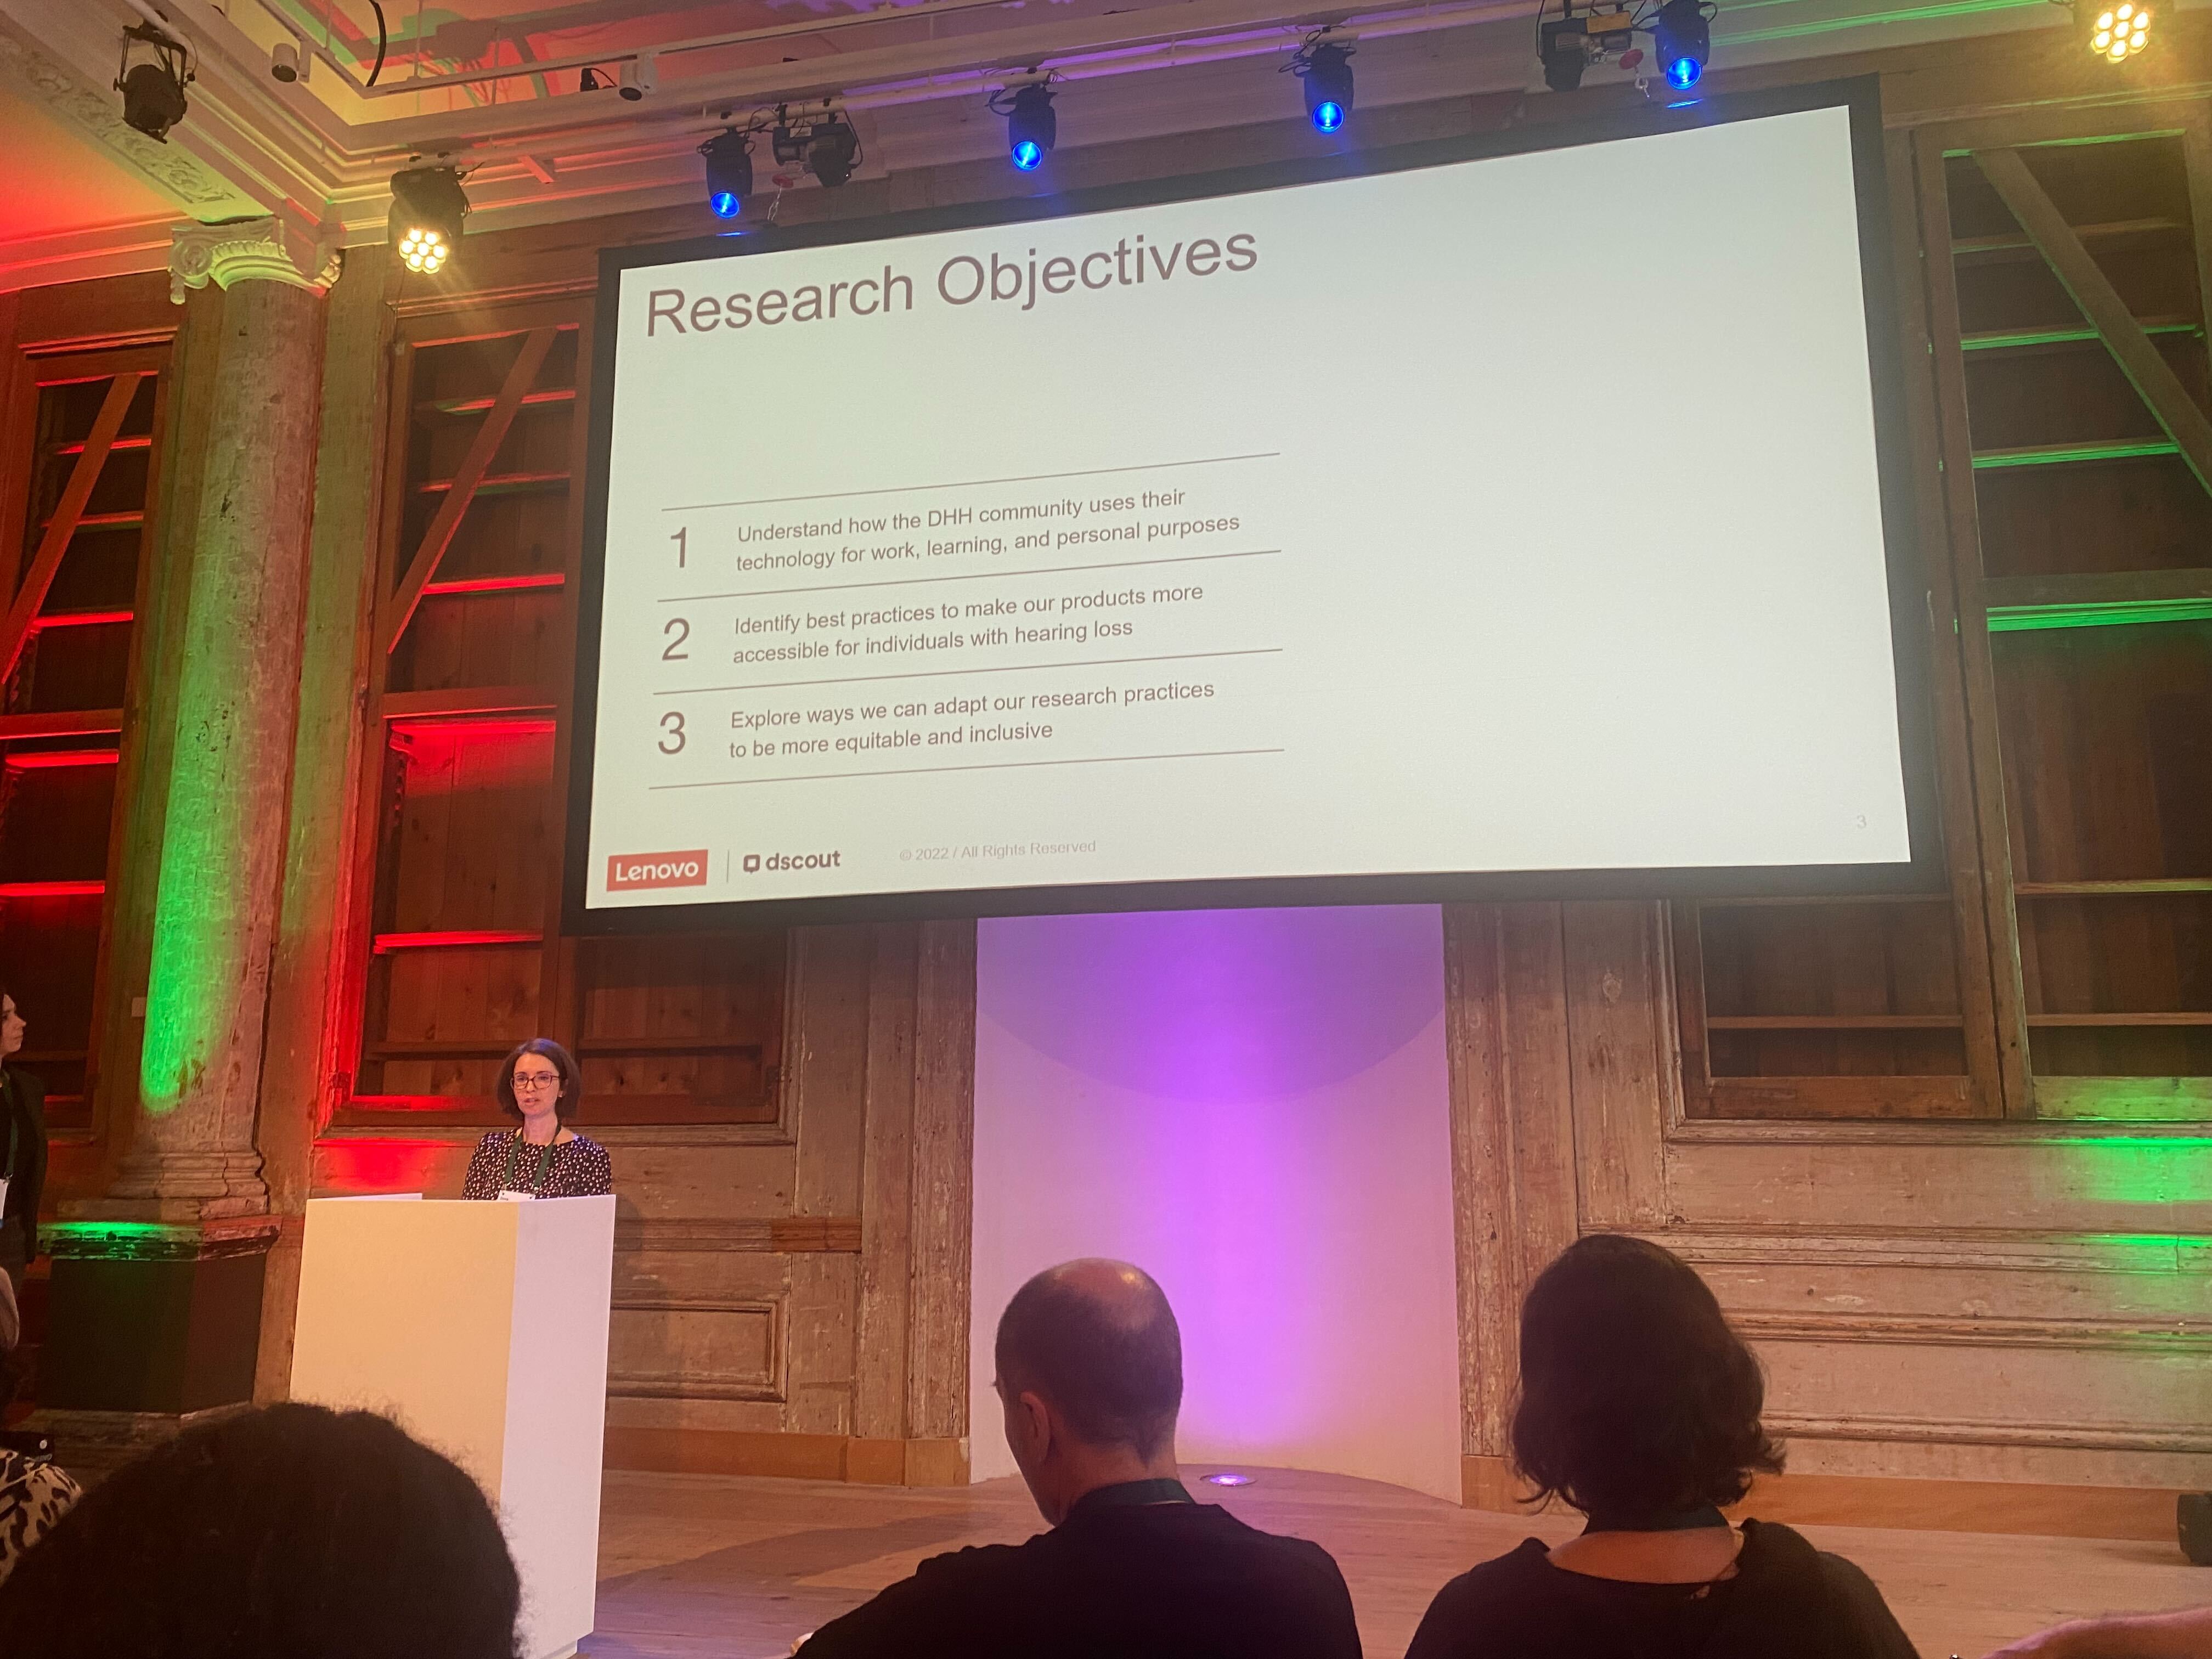 Research Objectives
1
Understand how the DHH community uses their
technology for work, learning, and personal purposes
2
Identify best practices to make our products more
accessible for individuals with hearing loss
3
Explore ways we can adapt our research practices
to be more equitable and inclusive
Lenovo
dscout
© 2022 / All Rights Reserved
3